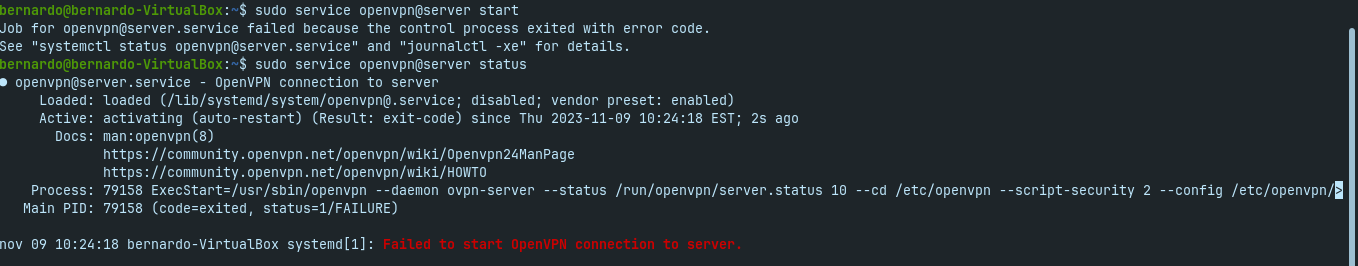 bernardo@bernardo-VirtualBox:~$ sudo service openvpn@server start
Job for openvpn@server.service failed because the control process exited with error code.
See "systemctl status openvpn@server.service" and "journalctl -xe" for details.
bernardo@bernardo-VirtualBox:~$ sudo service openvpn@server status
● openvpn@server.service - OpenVPN connection to server
     Loaded: loaded (/lib/systemd/system/openvpn@.service; disabled; vendor preset: enabled)
     Active: activating (auto-restart) (Result: exit-code) since Thu 2023-11-09 10:24:18 EST; 2s ago
       Docs: man:openvpn(8)
             https://community.openvpn.net/openvpn/wiki/Openvpn24ManPage
             https://community.openvpn.net/openvpn/wiki/HOWTO
    Process: 79158 ExecStart=/usr/sbin/openvpn --daemon ovpn-server --status /run/openvpn/server.status 10 --cd /etc/openvpn --script-security 2 --config /etc/openvpn/>
   Main PID: 79158 (code=exited, status=1/FAILURE)
nov 09 10:24:18 bernardo-VirtualBox systemd[1]: Failed to start OpenVPN connection to server.